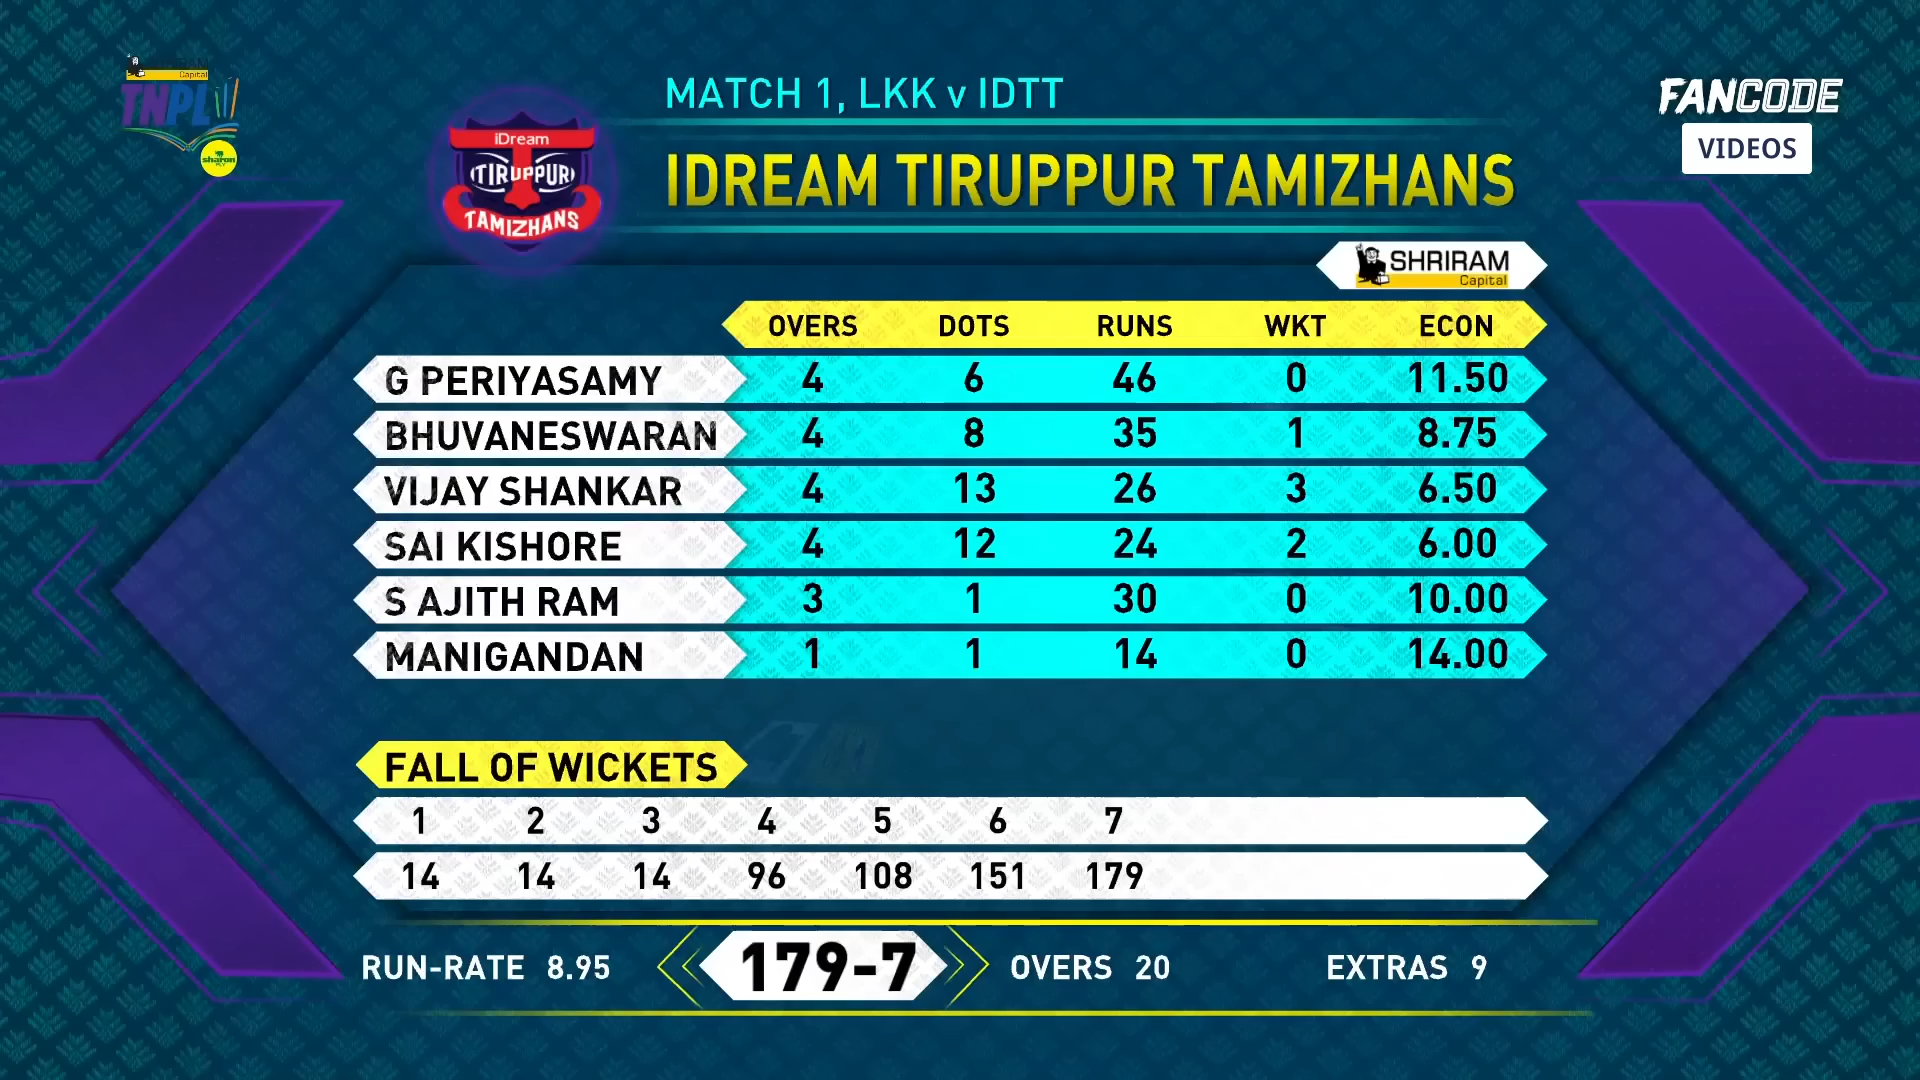 Capital
TNPL
sharon
PLY
MATCH 1, LKK v IDTT
FANCODE
VIDEOS
iDream
TIRUPPUR
TAMIZHANS
IDREAM TIRUPPUR TAMIZHANS
SHRIRAM
Capital
OVERS DOTS RUNS WKT ECON
G PERIYASAMY 4 6 46 0 11.50
BHUVANESWARAN 4 8 35 1 8.75
VIJAY SHANKAR 4 13 26 3 6.50
SAI KISHORE 4 12 24 2 6.00
S AJITH RAM 3 1 30 0 10.00
MANIGANDAN 1 1 14 0 14.00
FALL OF WICKETS
1 2 3 4 5 6 7
14 14 14 96 108 151 179
RUN-RATE 8.95 179-7 OVERS 20 EXTRAS 9